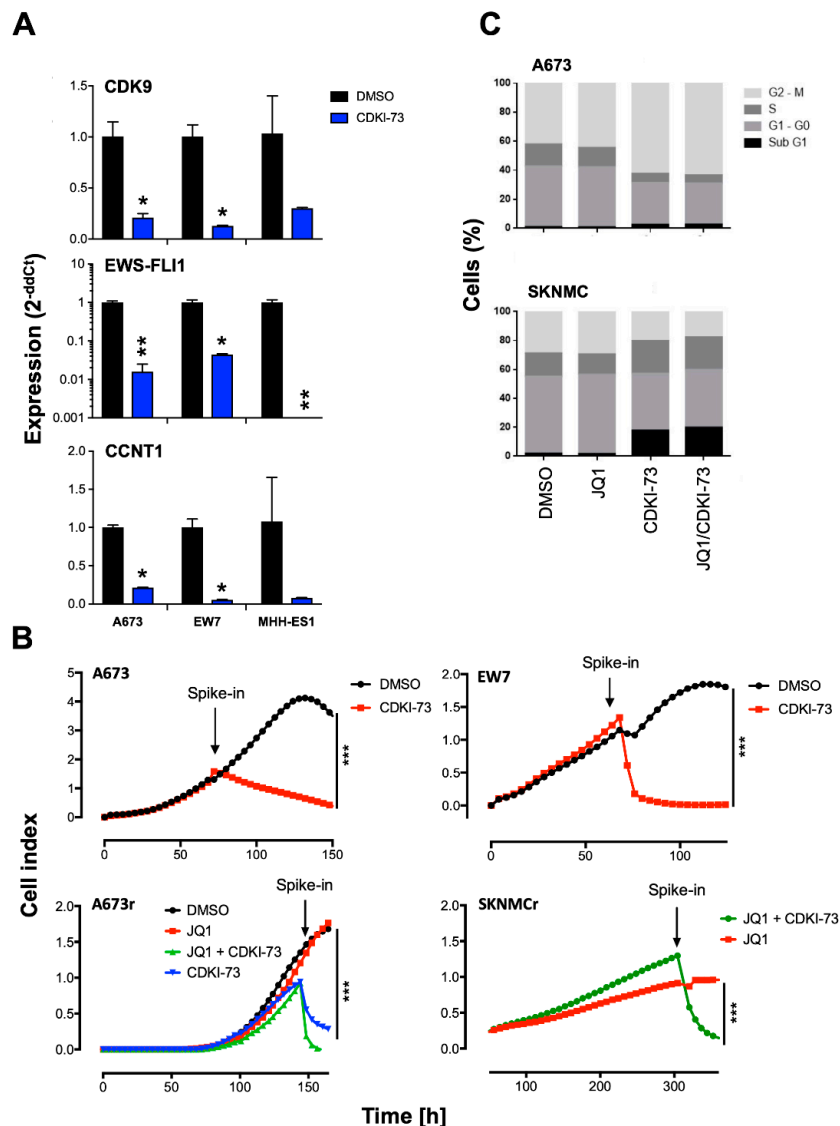 A
CDK9
DMSO
CDKI-73
1.5
1.0
0.5
0.0
*
*
EWS-FLI1
100
10
1
0.1
0.01
0.001
**
*
**
CCNT1
2.0
1.5
1.0
0.5
0.0
*
*
A673
EW7
MHH-ES1
Expression (2-ddCt)
C
A673
G2 - M
S
G1 - G0
Sub G1
100
80
60
40
20
0
SKNMC
100
80
60
40
20
0
Cells (%)
DMSO
JQ1
CDKI-73
JQ1/CDKI-73
B
A673
Spike-in
DMSO
CDKI-73
5
4
3
2
1
0
0
50
100
150
***
EW7
Spike-in
DMSO
CDKI-73
2.0
1.5
1.0
0.5
0.0
0
50
100
***
A673r
Spike-in
DMSO
JQ1
JQ1 + CDKI-73
CDKI-73
2.0
1.5
1.0
0.5
0.0
0
50
100
150
***
SKNMCr
Spike-in
JQ1 + CDKI-73
JQ1
2.0
1.5
1.0
0.5
0.0
100
200
300
***
Cell index
Time [h]